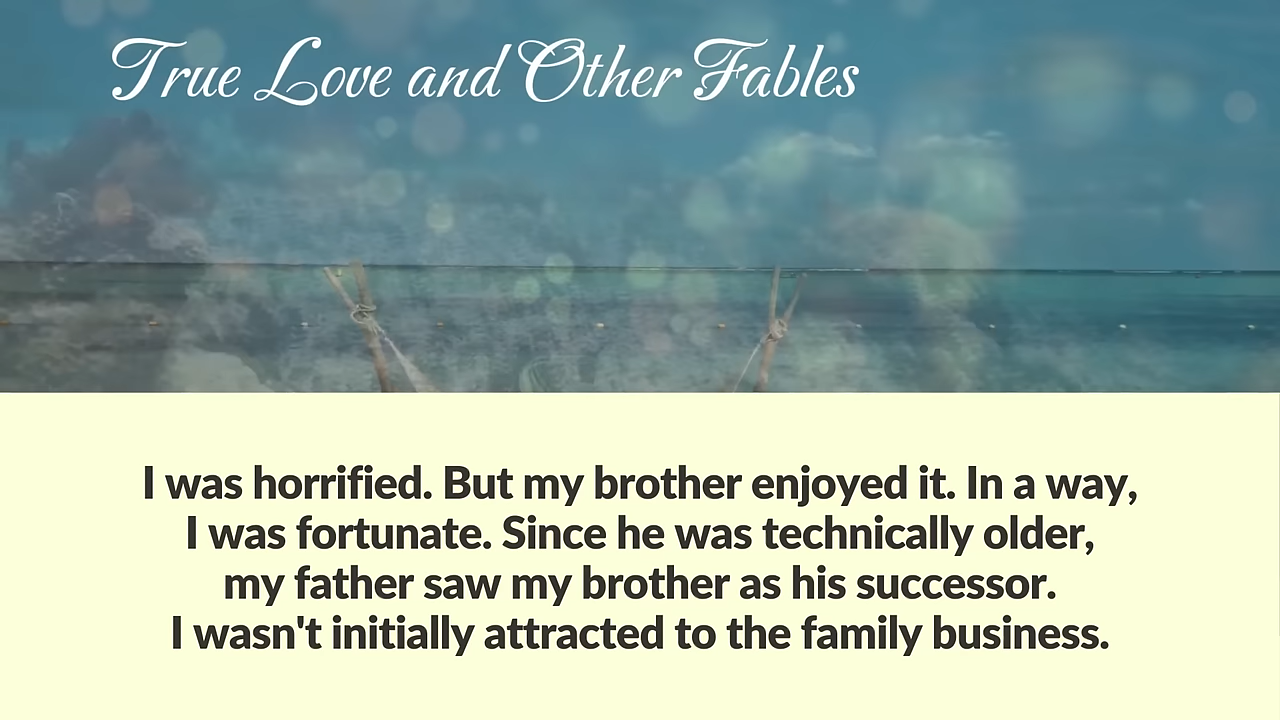 True Love and Other Fables
I was horrified. But my brother enjoyed it. In a way,
I was fortunate. Since he was technically older,
my father saw my brother as his successor.
I wasn't initially attracted to the family business.